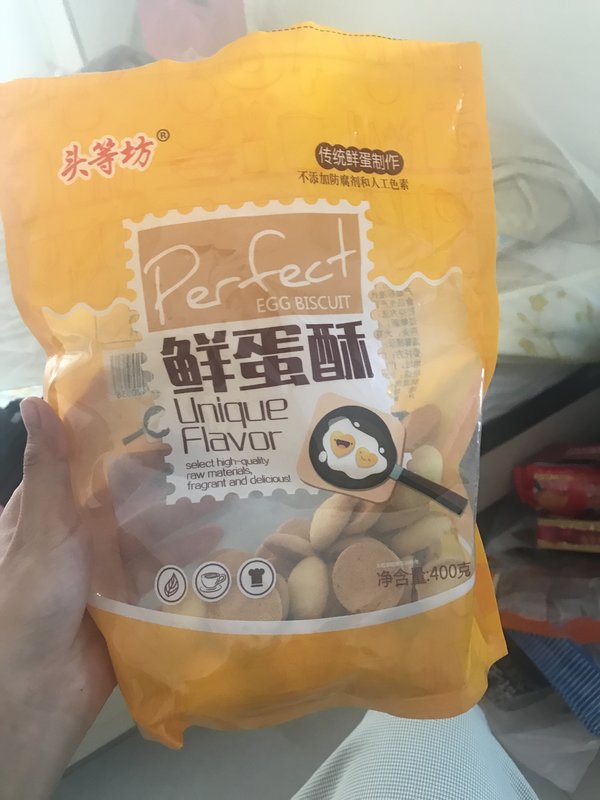 头等坊®
传统鲜蛋制作
不添加防腐剂和人工色素
Perfect
EGG BISCUIT
鲜蛋酥
Unique
Flavor
select high-quality
raw materials,
fragrant and delicious!
净含量:400克